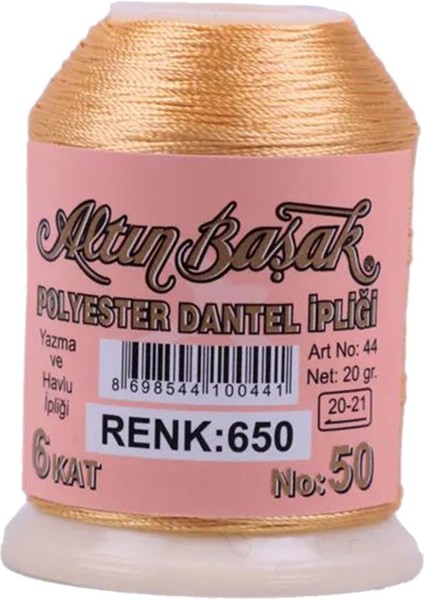 Altın Başak®
POLYESTER DANTEL İPLİĞİ
Yazma
ve
Havlu
İpliği
8 698544 100441
Art No: 44
Net: 20 gr.
20-21
RENK:650
6 KAT
No: 50